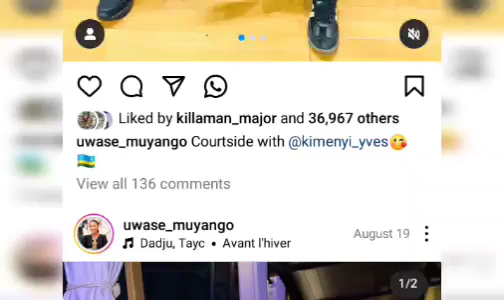 Liked by killaman_major and 36,967 others
uwase_muyango Courtside with @kimenyi_yves😋
🇷🇼
View all 136 comments
uwase_muyango
August 19
🎵 Dadju, Tayc • Avant l'hiver
1/2